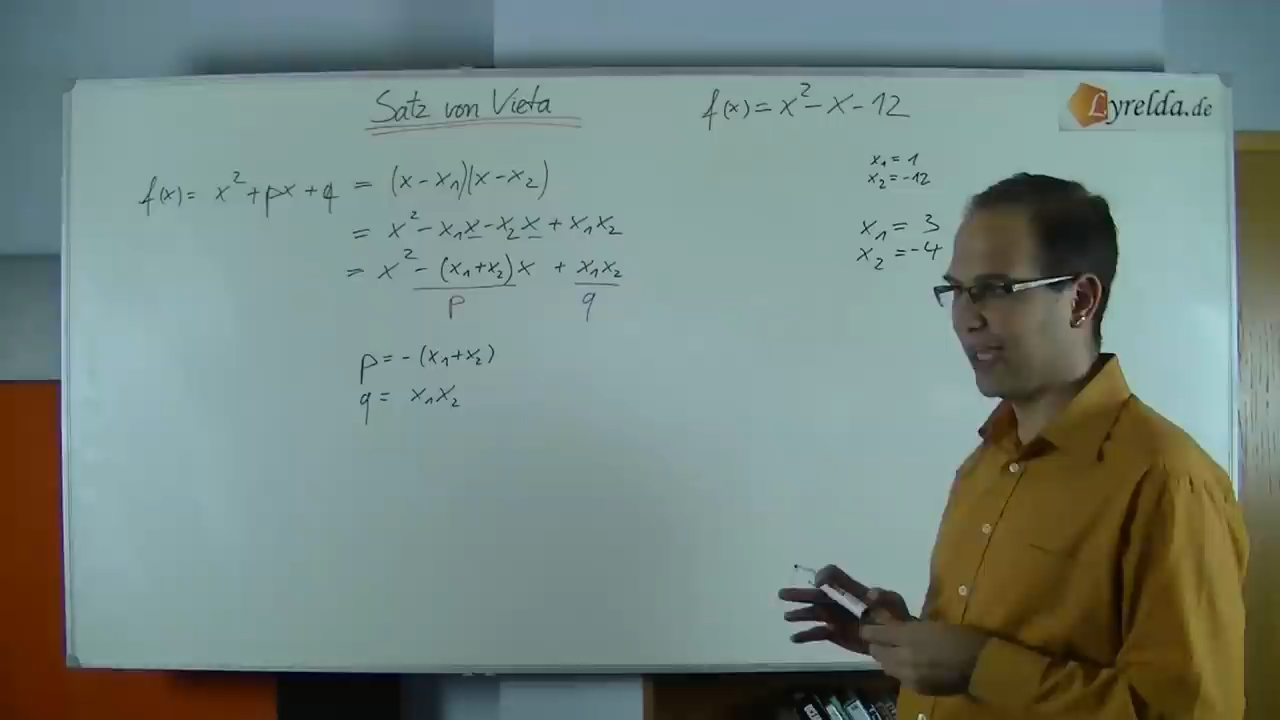 Satz von Vieta
f(x) = x² + px + q = (x - x₁)(x - x₂)
= x² - x₁x - x₂x + x₁x₂
= x² - (x₁+x₂)x + x₁x₂
p q
p = - (x₁+x₂)
q = x₁x₂
f(x) = x² - x - 12
x₁ = 1
x₂ = -12
x₁ = 3
x₂ = -4
Lyrelda.de